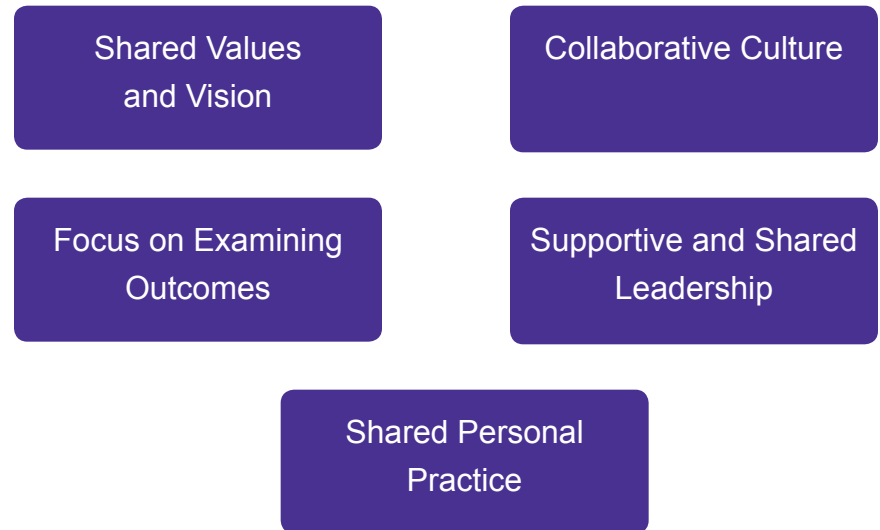 Shared Values
and Vision
Collaborative Culture
Focus on Examining
Outcomes
Supportive and Shared
Leadership
Shared Personal
Practice